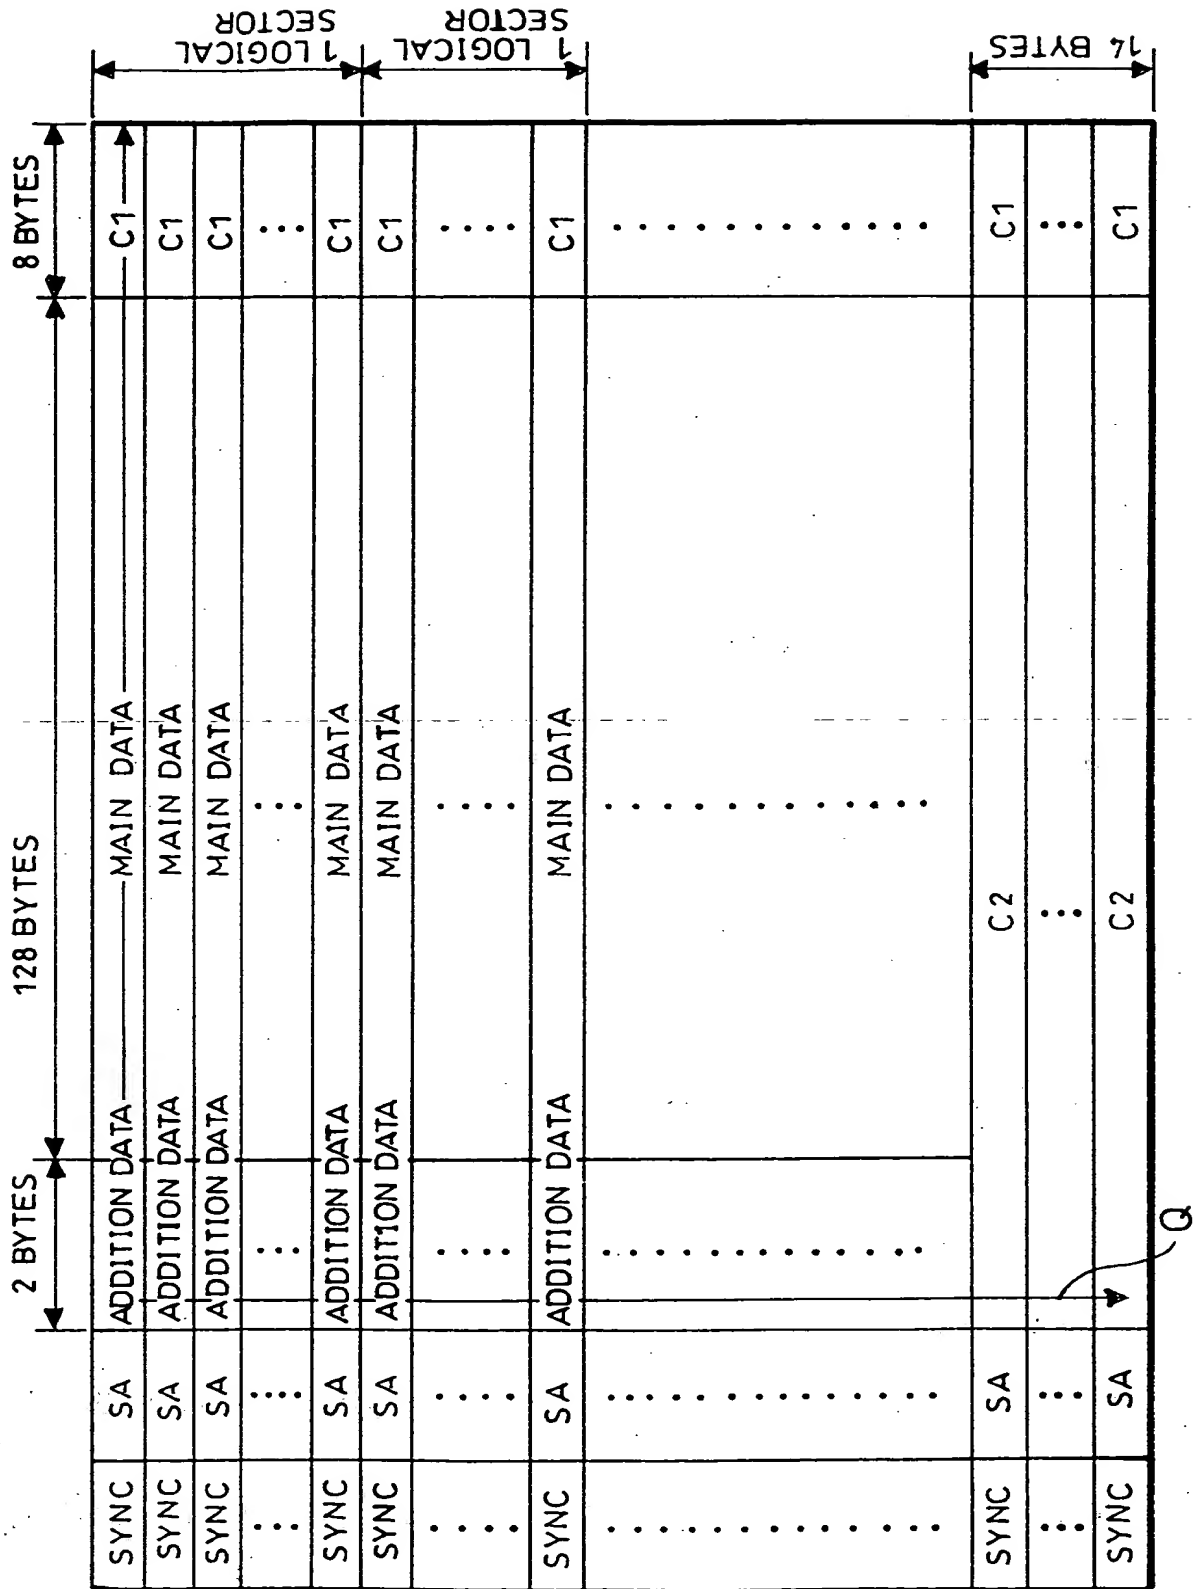 2 BYTES 128 BYTES 8 BYTES
SYNC SA ADDITION DATA MAIN DATA C1
SYNC SA ADDITION DATA MAIN DATA C1
SYNC SA ADDITION DATA MAIN DATA C1
SYNC SA ADDITION DATA MAIN DATA C1
SYNC SA ADDITION DATA MAIN DATA C1
SYNC SA ADDITION DATA MAIN DATA C1
SYNC SA C2 C1
SYNC SA C2 C1
1 LOGICAL
SECTOR
1 LOGICAL
SECTOR
14 BYTES
Q